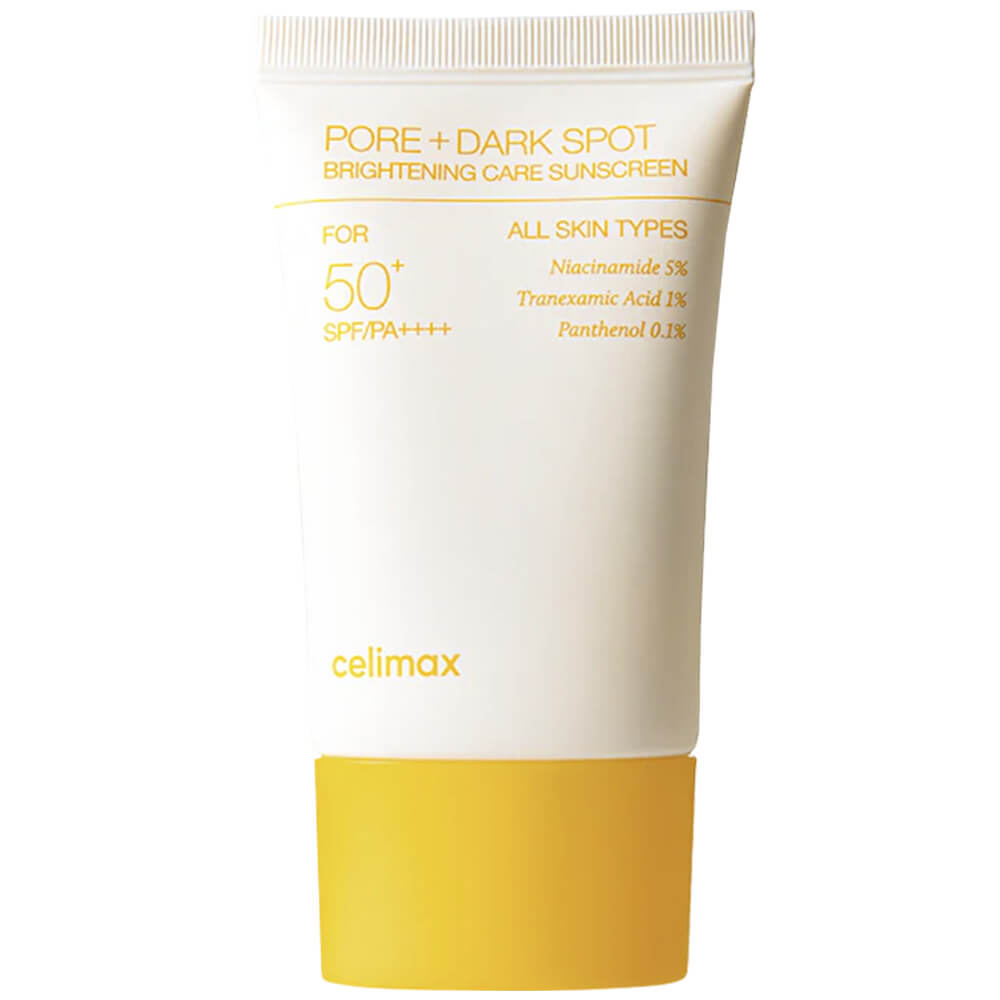 PORE + DARK SPOT
BRIGHTENING CARE SUNSCREEN
FOR
50+
SPF/PA++++
ALL SKIN TYPES
Niacinamide 5%
Tranexamic Acid 1%
Panthenol 0.1%
celimax